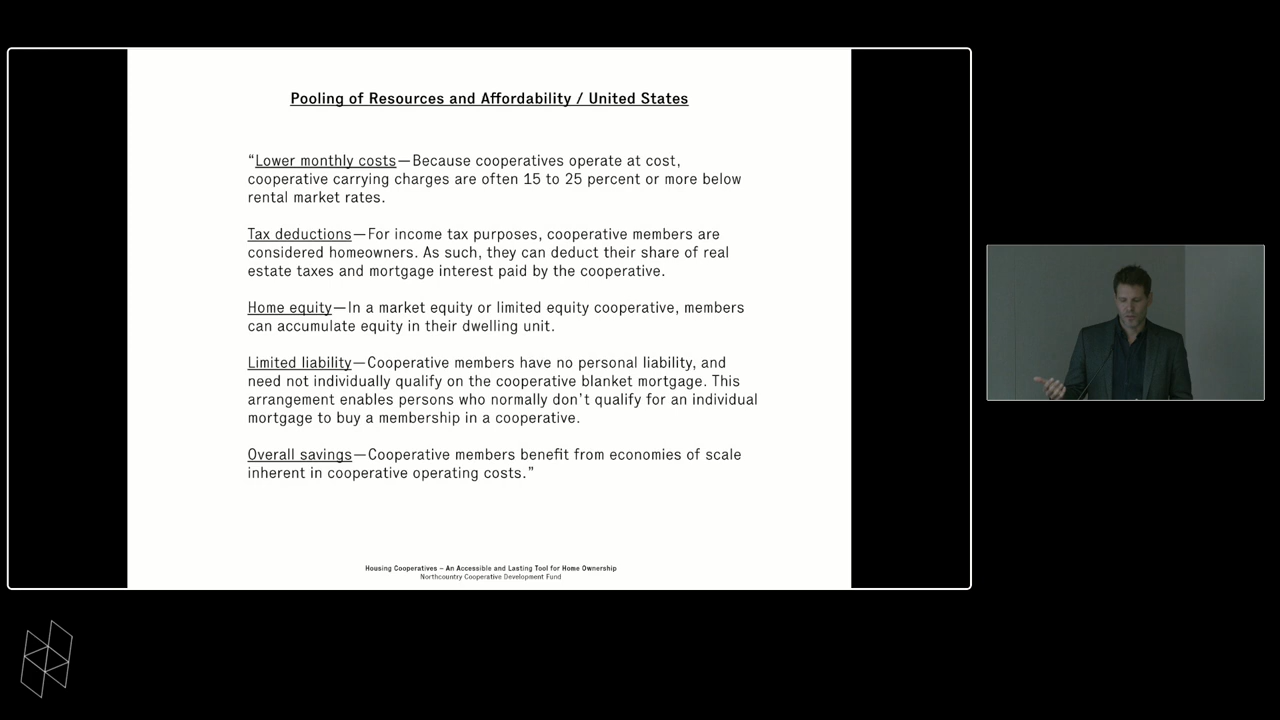 Pooling of Resources and Affordability / United States
“Lower monthly costs—Because cooperatives operate at cost,
cooperative carrying charges are often 15 to 25 percent or more below
rental market rates.
Tax deductions—For income tax purposes, cooperative members are
considered homeowners. As such, they can deduct their share of real
estate taxes and mortgage interest paid by the cooperative.
Home equity—In a market equity or limited equity cooperative, members
can accumulate equity in their dwelling unit.
Limited liability—Cooperative members have no personal liability, and
need not individually qualify on the cooperative blanket mortgage. This
arrangement enables persons who normally don’t qualify for an individual
mortgage to buy a membership in a cooperative.
Overall savings—Cooperative members benefit from economies of scale
inherent in cooperative operating costs.”
Housing Cooperatives – An Accessible and Lasting Tool for Home Ownership
Northcountry Cooperative Development Fund